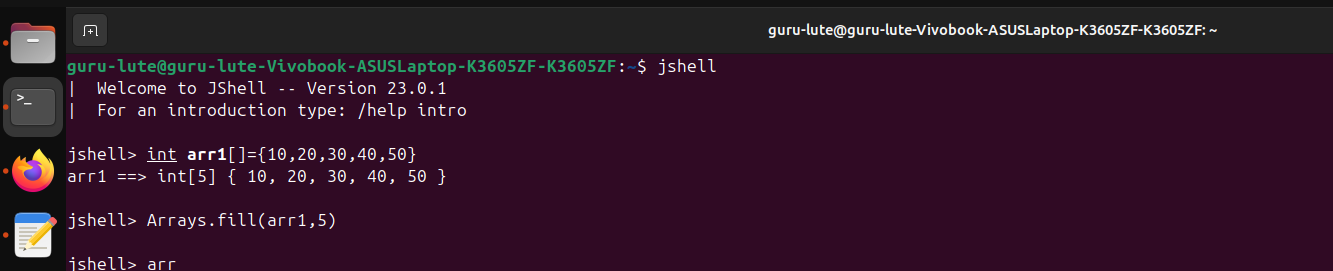 guru-lute@guru-lute-Vivobook-ASUSLaptop-K3605ZF-K3605ZF: ~
guru-lute@guru-lute-Vivobook-ASUSLaptop-K3605ZF-K3605ZF:~$ jshell
|  Welcome to JShell -- Version 23.0.1
|  For an introduction type: /help intro
jshell> int arr1[]={10,20,30,40,50}
arr1 ==> int[5] { 10, 20, 30, 40, 50 }
jshell> Arrays.fill(arr1,5)
jshell> arr